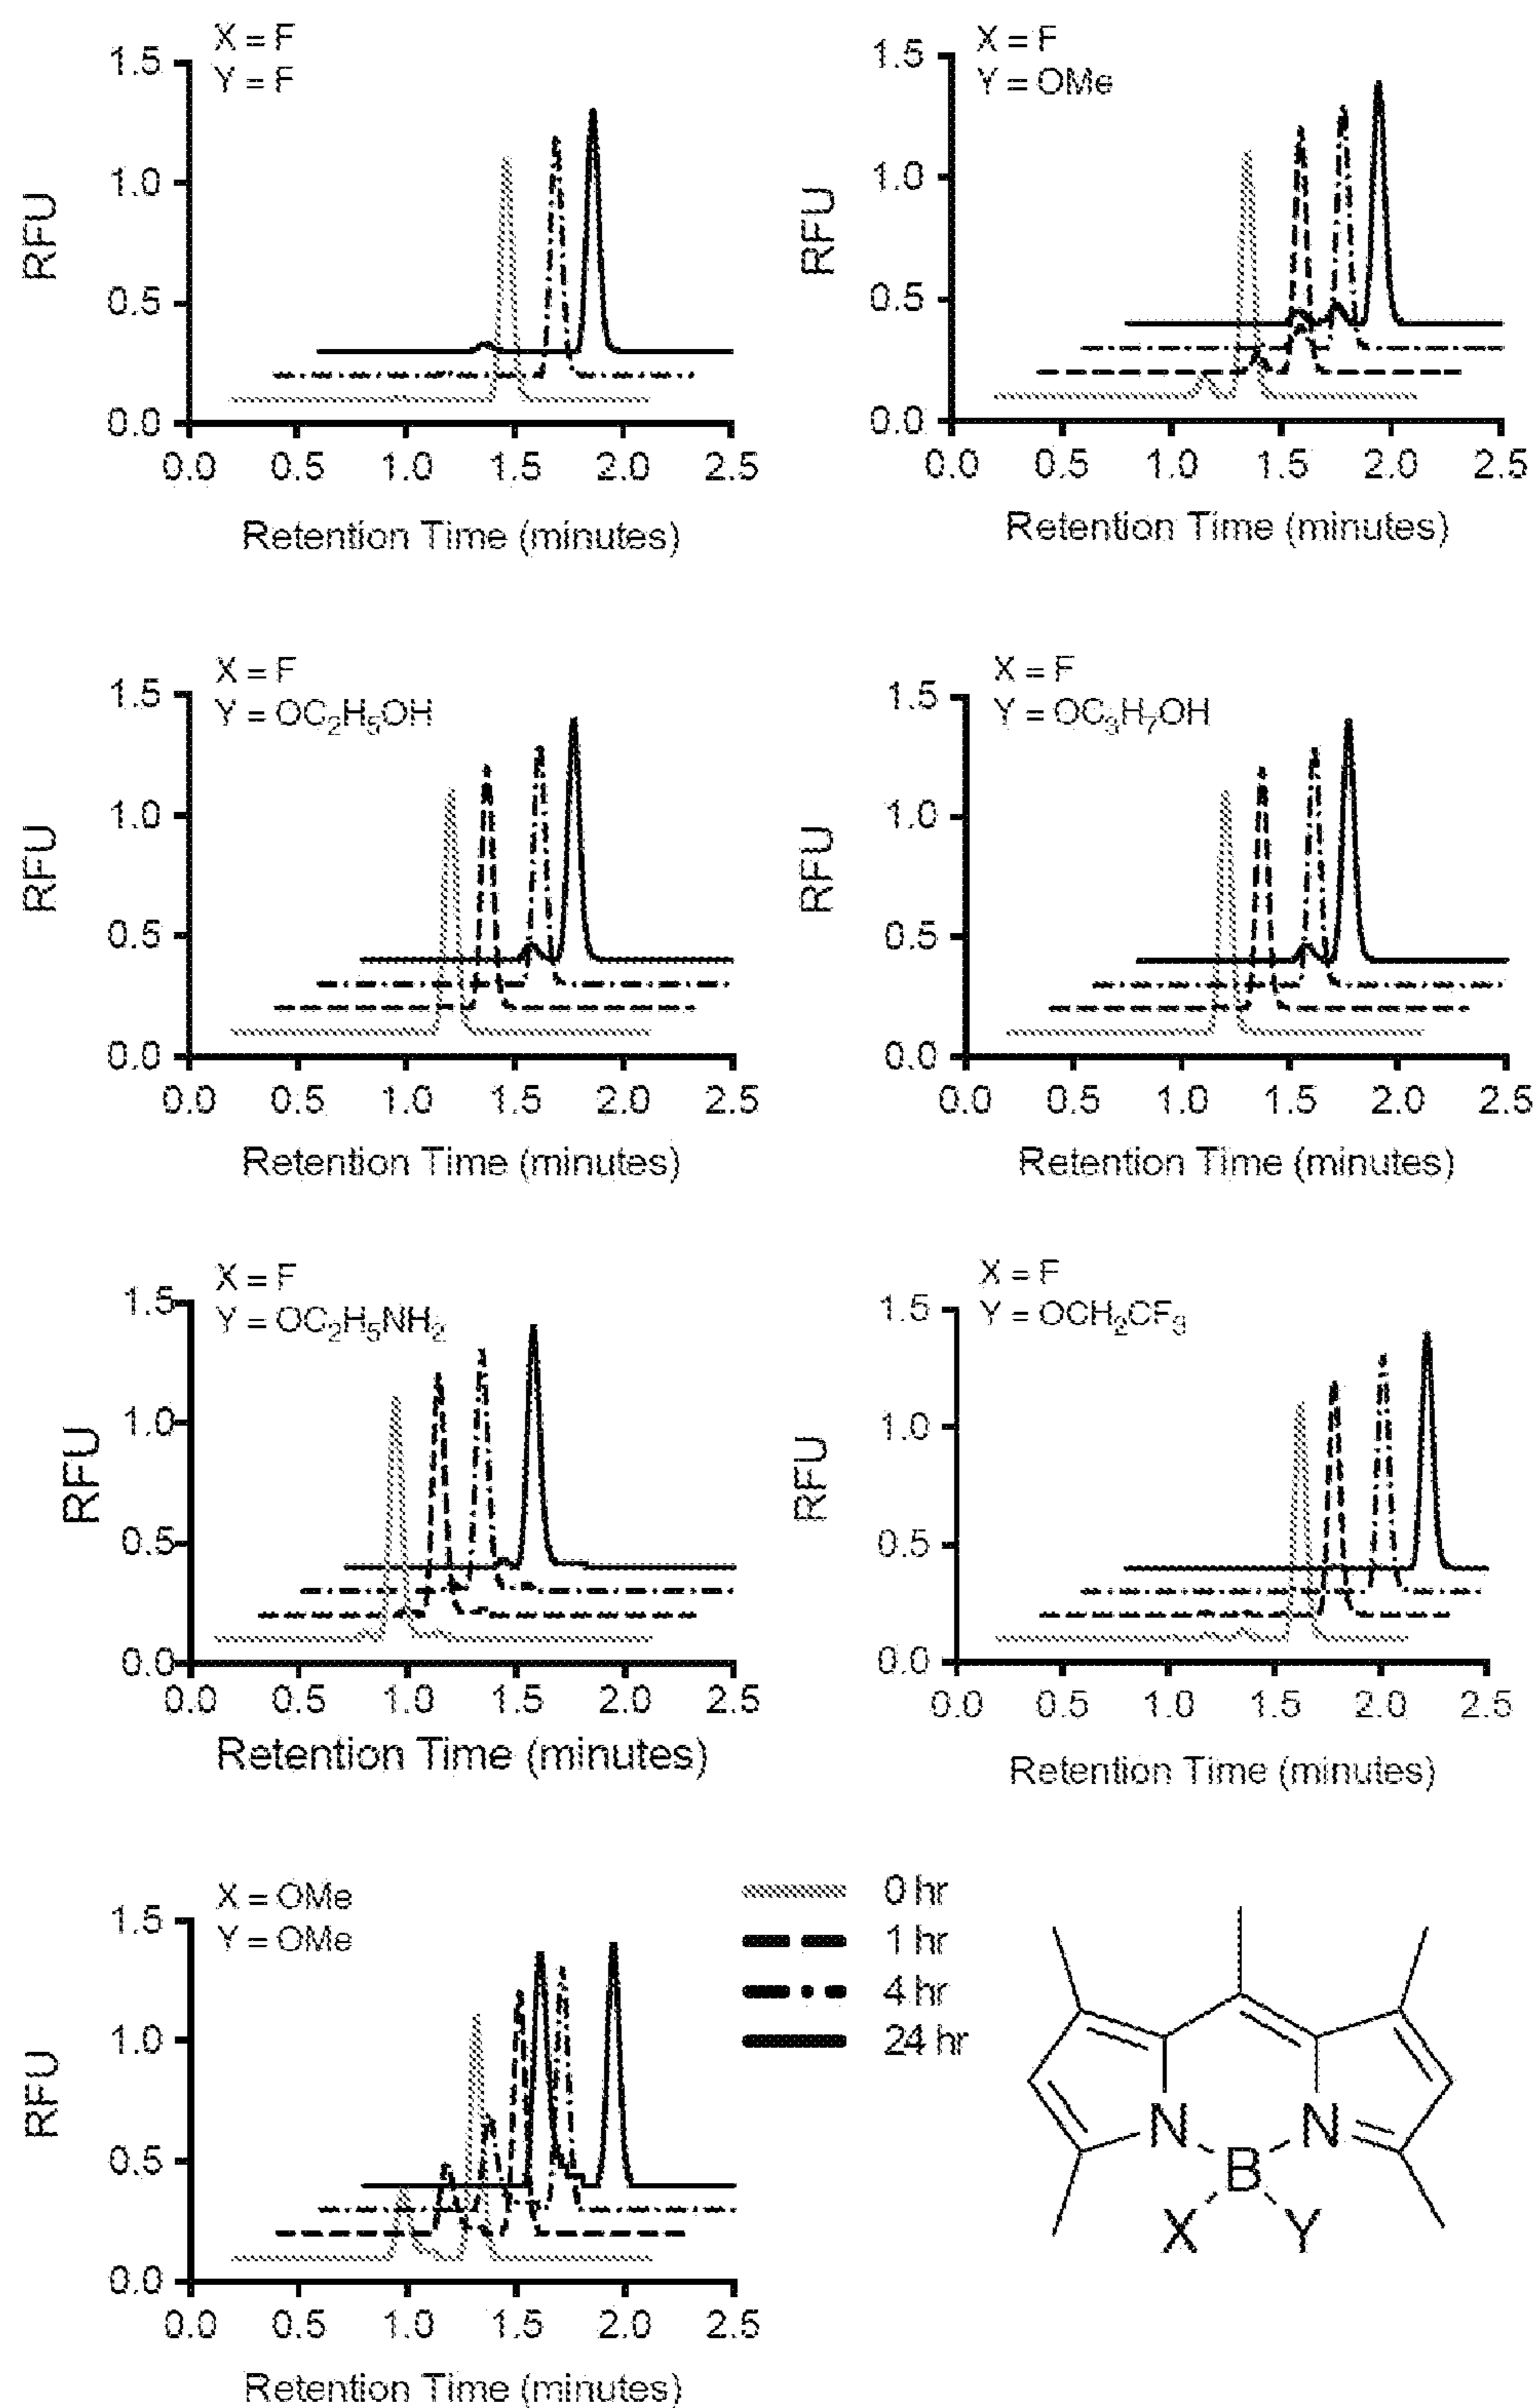 X = F
Y = F
1.5
1.0
0.5
0.0
RFU
0.0 0.5 1.0 1.5 2.0 2.5
Retention Time (minutes)
X = F
Y = OMe
1.5
1.0
0.5
0.0
RFU
0.0 0.5 1.0 1.5 2.0 2.5
Retention Time (minutes)
X = F
Y = OC₂H₅OH
1.5
1.0
0.5
0.0
RFU
0.0 0.5 1.0 1.5 2.0 2.5
Retention Time (minutes)
X = F
Y = OC₃H₇OH
1.5
1.0
0.5
0.0
RFU
0.0 0.5 1.0 1.5 2.0 2.5
Retention Time (minutes)
X = F
Y = OC₂H₅NH₂
1.5
1.0
0.5
0.0
RFU
0.0 0.5 1.0 1.5 2.0 2.5
Retention Time (minutes)
X = F
Y = OCH₂CF₃
1.5
1.0
0.5
0.0
RFU
0.0 0.5 1.0 1.5 2.0 2.5
Retention Time (minutes)
X = OMe
Y = OMe
1.5
1.0
0.5
0.0
RFU
0.0 0.5 1.0 1.5 2.0 2.5
Retention Time (minutes)
0 hr
1 hr
4 hr
24 hr
N N
B
X Y